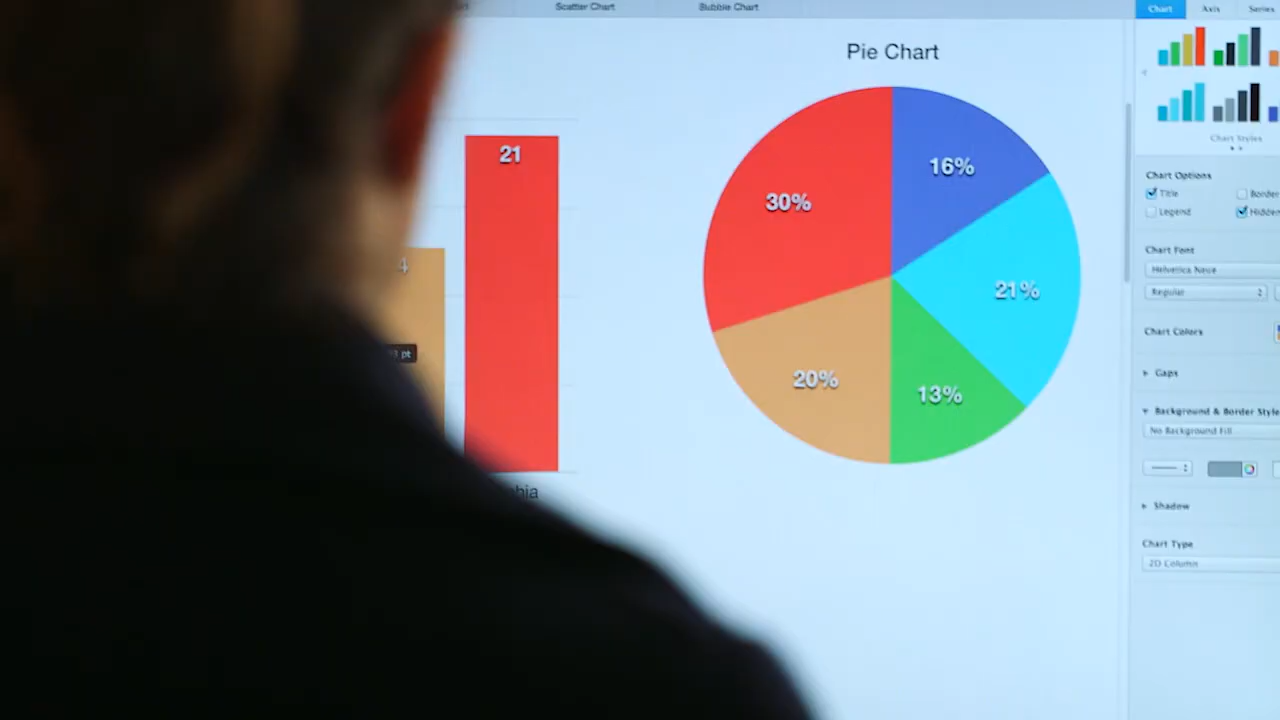 Scatter Chart
Bubble Chart
Chart
Axis
Series
Pie Chart
21
16%
30%
21%
20%
13%
4
pt
Chart Styles
Chart Options
Title
Border
Legend
Hidden
Chart Font
Helvetica Neue
Regular
Chart Colors
Gaps
Background & Border Style
No Background Fill
Shadow
Chart Type
2D Column